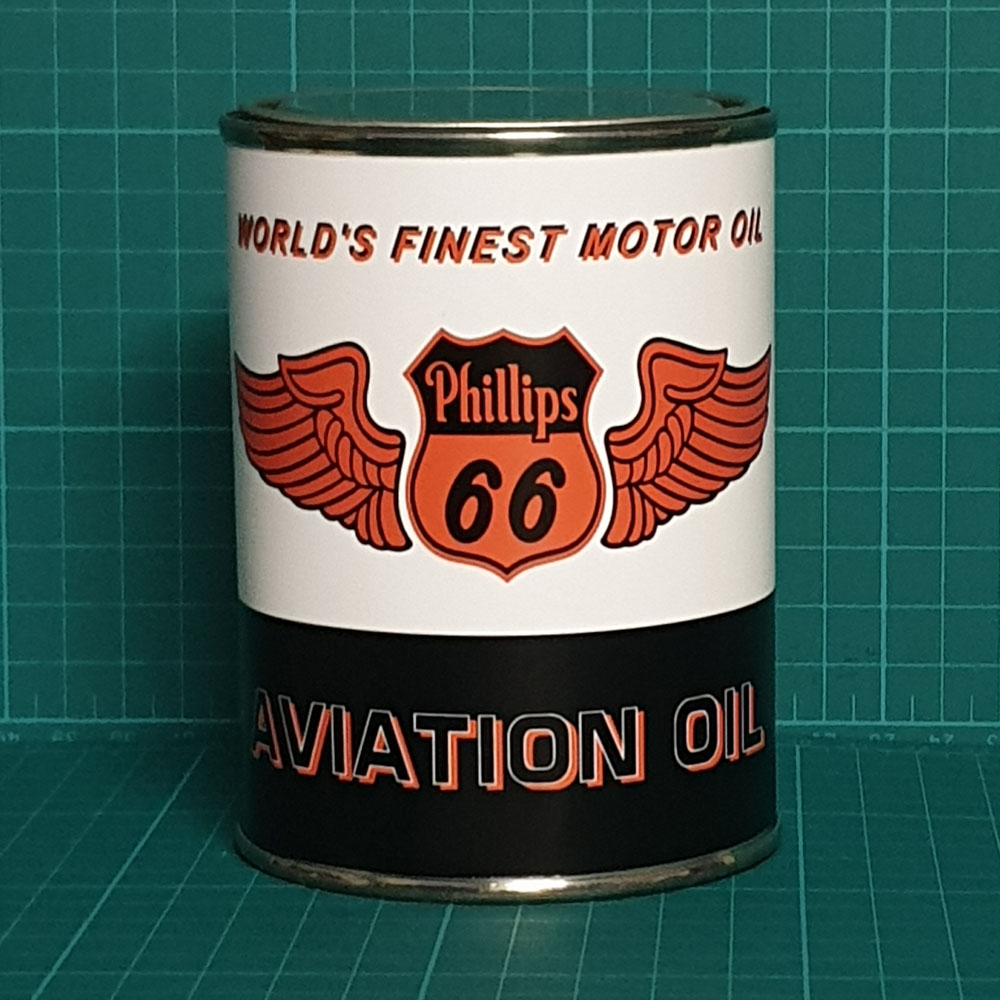 WORLD'S FINEST MOTOR OIL
Phillips
66
AVIATION OIL